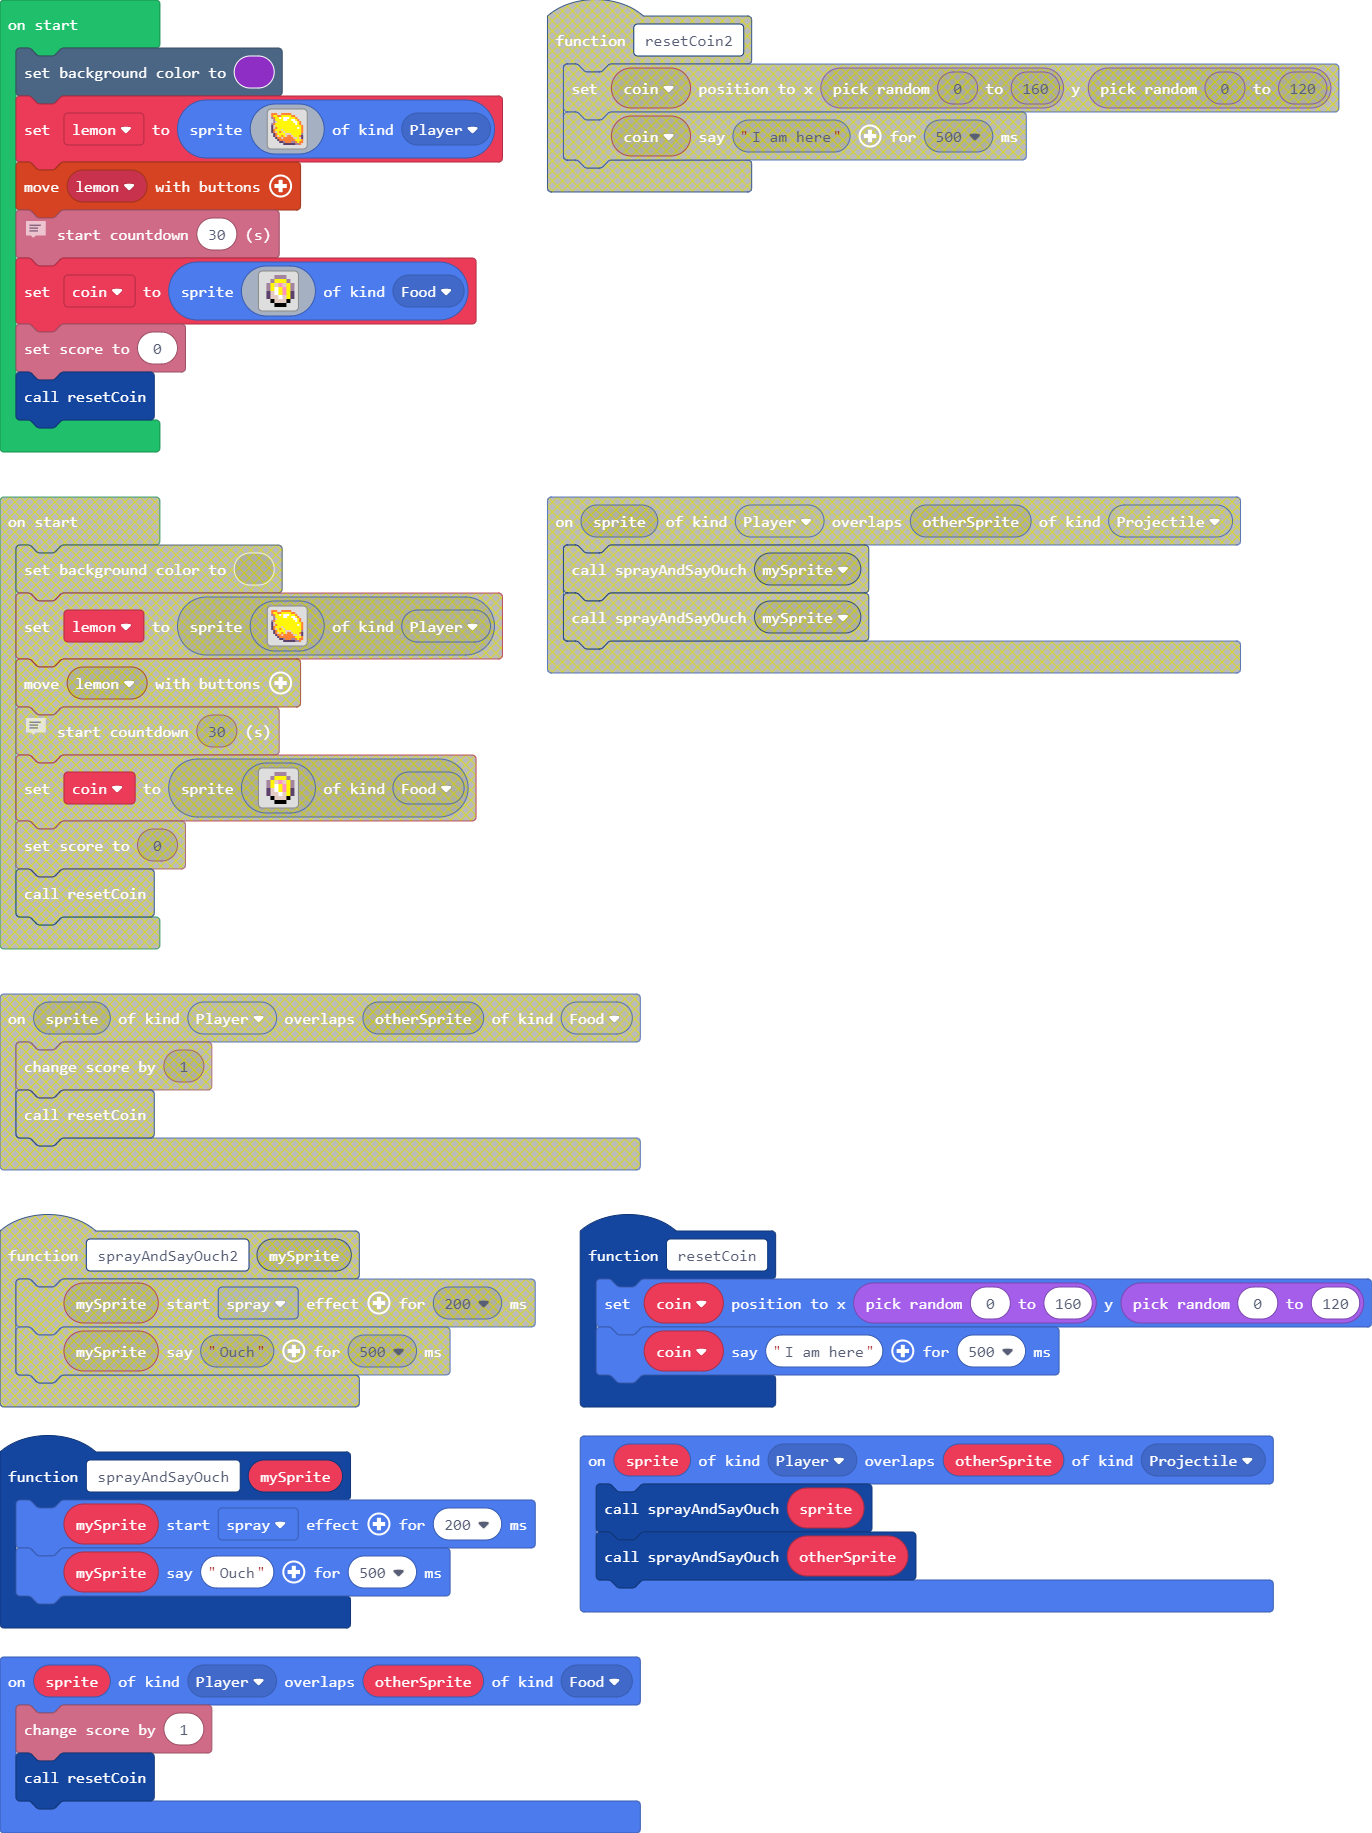 on start
set background color to
set lemon to sprite of kind Player
move lemon with buttons
start countdown 30 (s)
set coin to sprite of kind Food
set score to 0
call resetCoin
function resetCoin2
set coin position to x pick random 0 to 160 y pick random 0 to 120
coin say "I am here" for 500 ms
on start
set background color to
set lemon to sprite of kind Player
move lemon with buttons
start countdown 30 (s)
set coin to sprite of kind Food
set score to 0
call resetCoin
on sprite of kind Player overlaps otherSprite of kind Projectile
call sprayAndSayOuch mySprite
call sprayAndSayOuch mySprite
on sprite of kind Player overlaps otherSprite of kind Food
change score by 1
call resetCoin
function sprayAndSayOuch2 mySprite
mySprite start spray effect for 200 ms
mySprite say "Ouch" for 500 ms
function resetCoin
set coin position to x pick random 0 to 160 y pick random 0 to 120
coin say "I am here" for 500 ms
function sprayAndSayOuch mySprite
mySprite start spray effect for 200 ms
mySprite say "Ouch" for 500 ms
on sprite of kind Player overlaps otherSprite of kind Projectile
call sprayAndSayOuch sprite
call sprayAndSayOuch otherSprite
on sprite of kind Player overlaps otherSprite of kind Food
change score by 1
call resetCoin